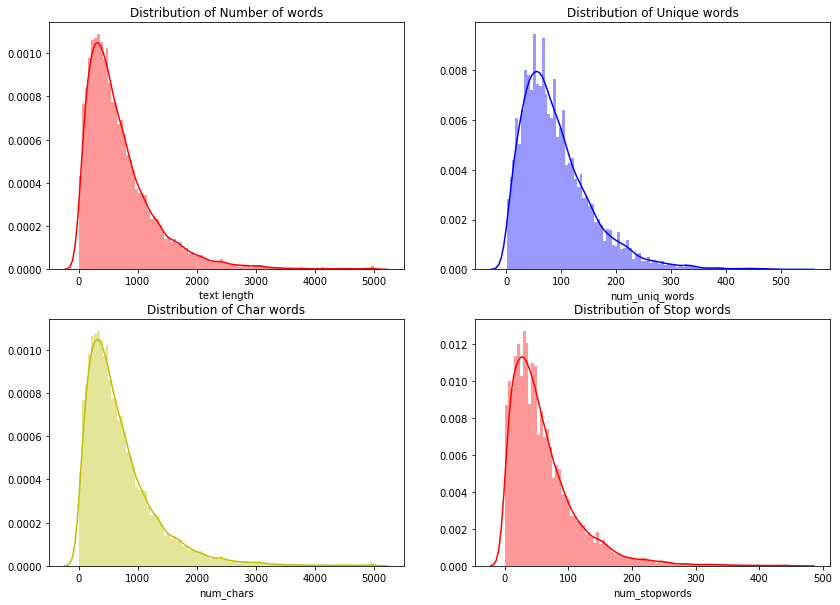 Distribution of Number of words
0.0010
0.0008
0.0006
0.0004
0.0002
0.0000
0 1000 2000 3000 4000 5000
text length
Distribution of Unique words
0.008
0.006
0.004
0.002
0.000
0 100 200 300 400 500
num_uniq_words
Distribution of Char words
0.0010
0.0008
0.0006
0.0004
0.0002
0.0000
0 1000 2000 3000 4000 5000
num_chars
Distribution of Stop words
0.012
0.010
0.008
0.006
0.004
0.002
0.000
0 100 200 300 400 500
num_stopwords